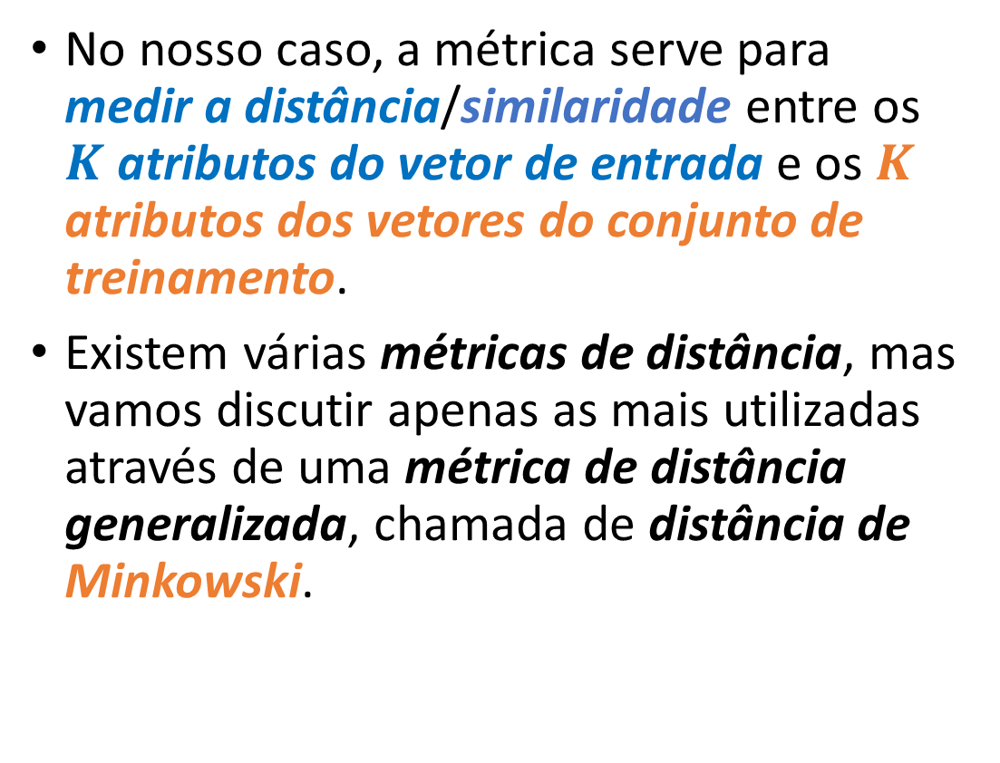 • No nosso caso, a métrica serve para
medir a distância/similaridade entre os
K atributos do vetor de entrada e os K
atributos dos vetores do conjunto de
treinamento.
• Existem várias métricas de distância, mas
vamos discutir apenas as mais utilizadas
através de uma métrica de distância
generalizada, chamada de distância de
Minkowski.